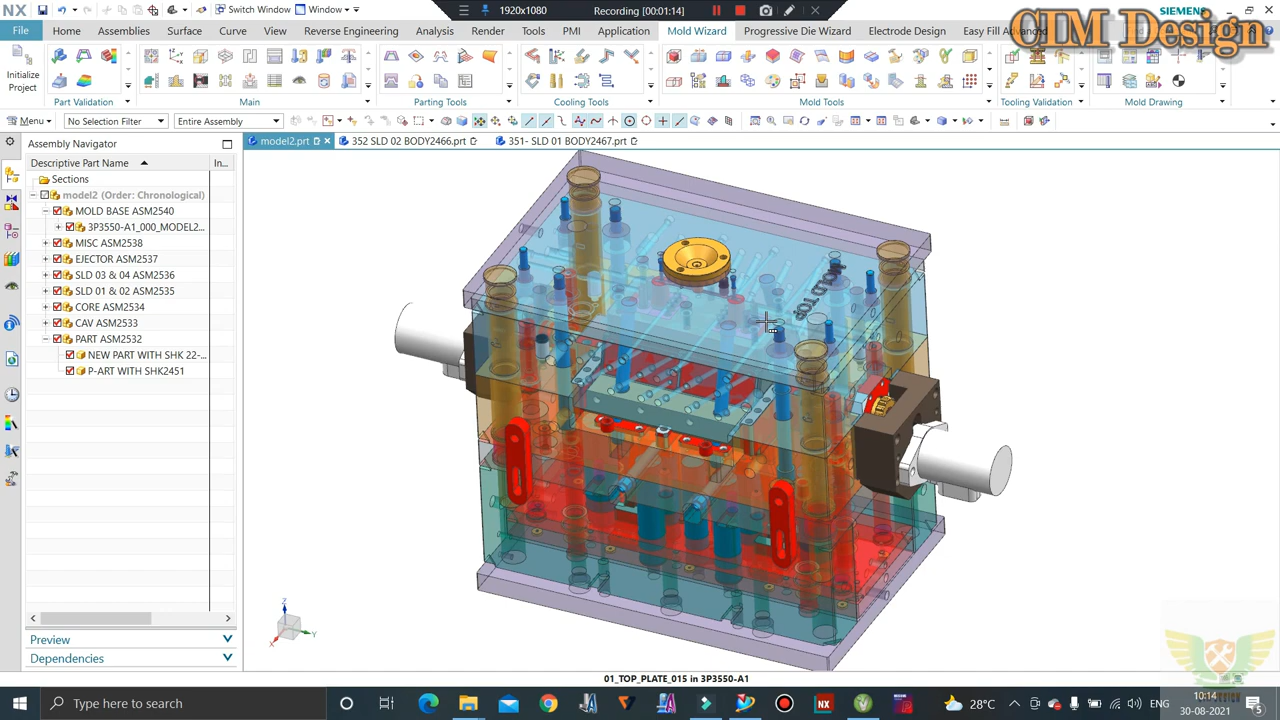 NX
Switch Window
Window
1920x1080
Recording [00:01:14]
SIEMENS
CIM Design
File
Home
Assemblies
Surface
Curve
View
Reverse Engineering
Analysis
Render
Tools
PMI
Application
Mold Wizard
Progressive Die Wizard
Electrode Design
Easy Fill Advanced
Initialize
Project
Part Validation
Main
Parting Tools
Cooling Tools
Mold Tools
Tooling Validation
Mold Drawing
Menu
No Selection Filter
Entire Assembly
Assembly Navigator
model2.prt
352 SLD 02 BODY2466.prt
351- SLD 01 BODY2467.prt
Descriptive Part Name
In...
Sections
model2 (Order: Chronological)
MOLD BASE ASM2540
3P3550-A1_000_MODEL2...
MISC ASM2538
EJECTOR ASM2537
SLD 03 & 04 ASM2536
SLD 01 & 02 ASM2535
CORE ASM2534
CAV ASM2533
PART ASM2532
NEW PART WITH SHK 22-...
P-ART WITH SHK2451
Z
X
Y
Preview
Dependencies
01_TOP_PLATE_015 in 3P3550-A1
Type here to search
NX
28°C
ENG
10:14
30-08-2021
5